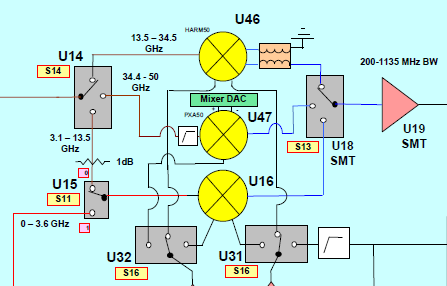 HARM50
U46
13.5 – 34.5
GHz
U14
S14
34.4 - 50
GHz
200-1135 MHz BW
Mixer DAC
+ -
PXA50
U47
3.1 – 13.5
GHz
1dB
S13
U18
SMT
U19
SMT
0
U15
S11
U16
1
0 – 3.6 GHz
U32
S16
U31
S16